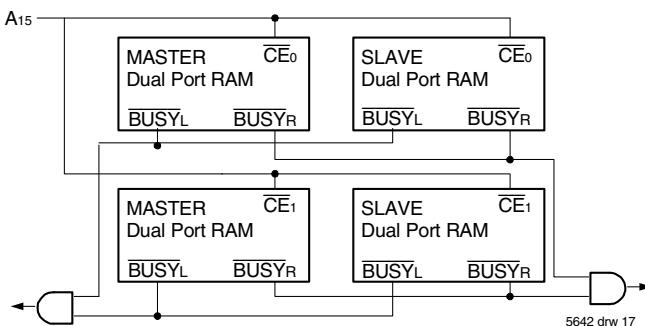 A15
MASTER CE0
Dual Port RAM
BUSYL BUSYR
SLAVE CE0
Dual Port RAM
BUSYL BUSYR
MASTER CE1
Dual Port RAM
BUSYL BUSYR
SLAVE CE1
Dual Port RAM
BUSYL BUSYR
5642 drw 17